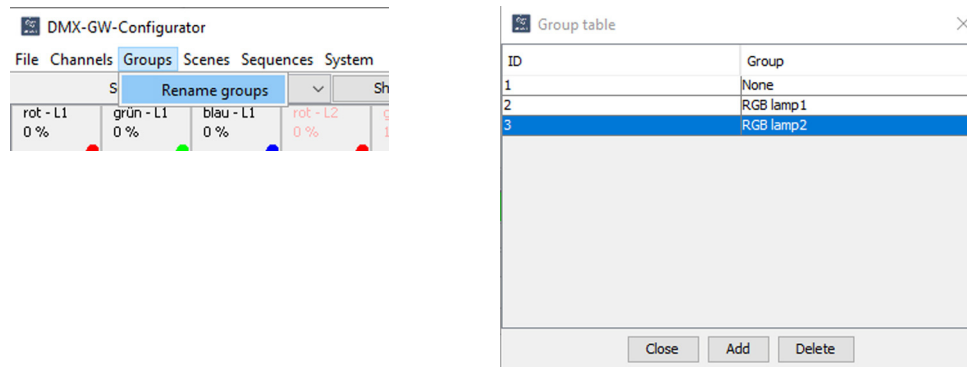 DMX-GW-Configurator
File Channels Groups Scenes Sequences System
S Rename groups Sh
rot - L1 grün - L1 blau - L1 rot - L2 g
0 % 0 % 0 % 0 % 1
Group table
ID Group
1 None
2 RGB lamp1
3 RGB lamp2
Close Add Delete